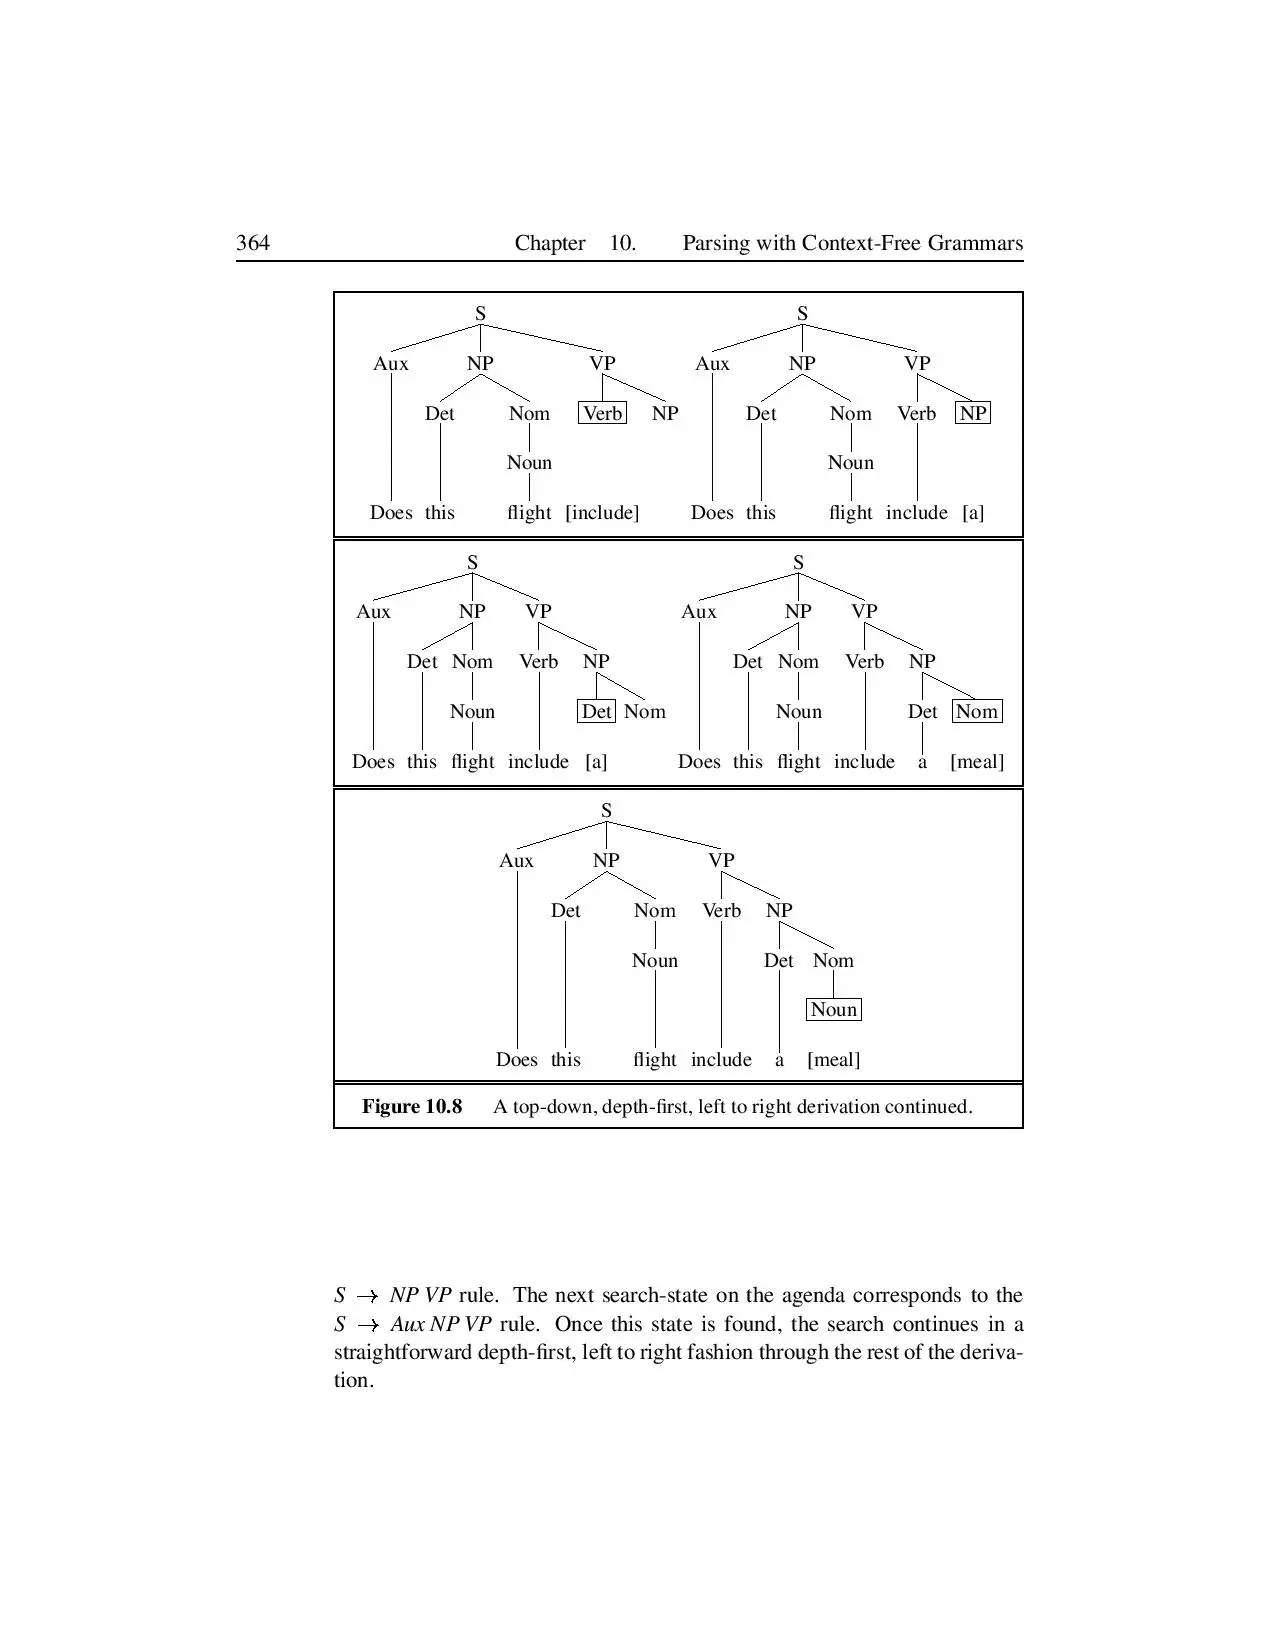 364 Chapter 10. Parsing with Context-Free Grammars
S S
Aux NP VP Aux NP VP
Det Nom Verb NP Det Nom Verb NP
Noun Noun
Does this flight [include] Does this flight include [a]
S S
Aux NP VP Aux NP VP
Det Nom Verb NP Det Nom Verb NP
Noun Det Nom Noun Det Nom
Does this flight include [a] Does this flight include a [meal]
S
Aux NP VP
Det Nom Verb NP
Noun Det Nom
Noun
Does this flight include a [meal]
Figure 10.8 A top-down, depth-first, left to right derivation continued.
S → NP VP rule. The next search-state on the agenda corresponds to the
S → Aux NP VP rule. Once this state is found, the search continues in a
straightforward depth-first, left to right fashion through the rest of the deriva-
tion.